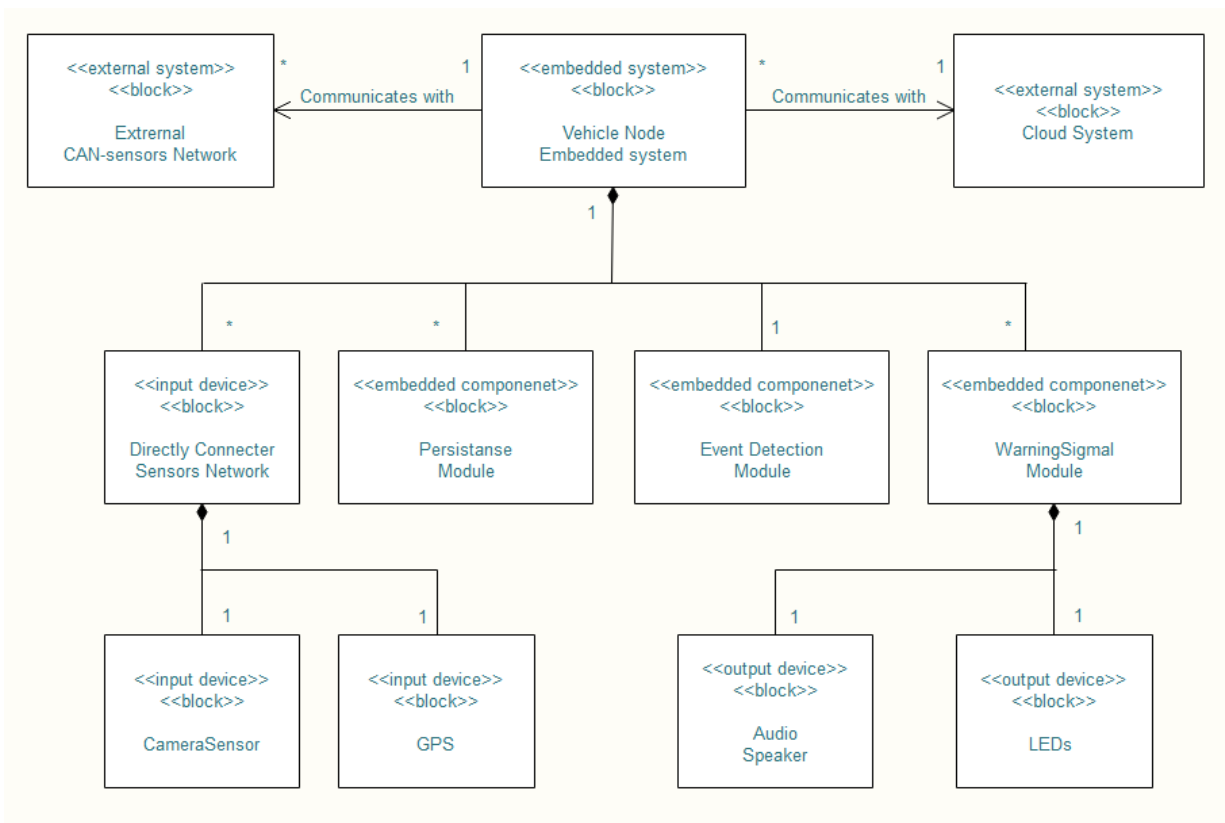 <<external system>>
<<block>>
Extrernal
CAN-sensors Network
*
1
Communicates with
<<embedded system>>
<<block>>
Vehicle Node
Embedded system
*
1
Communicates with
<<external system>>
<<block>>
Cloud System
1
*
*
1
*
<<input device>>
<<block>>
Directly Connecter
Sensors Network
<<embedded componenet>>
<<block>>
Persistanse
Module
<<embedded componenet>>
<<block>>
Event Detection
Module
<<embedded componenet>>
<<block>>
WarningSigmal
Module
1
1
1
1
1
1
<<input device>>
<<block>>
CameraSensor
<<input device>>
<<block>>
GPS
<<output device>>
<<block>>
Audio
Speaker
<<output device>>
<<block>>
LEDs